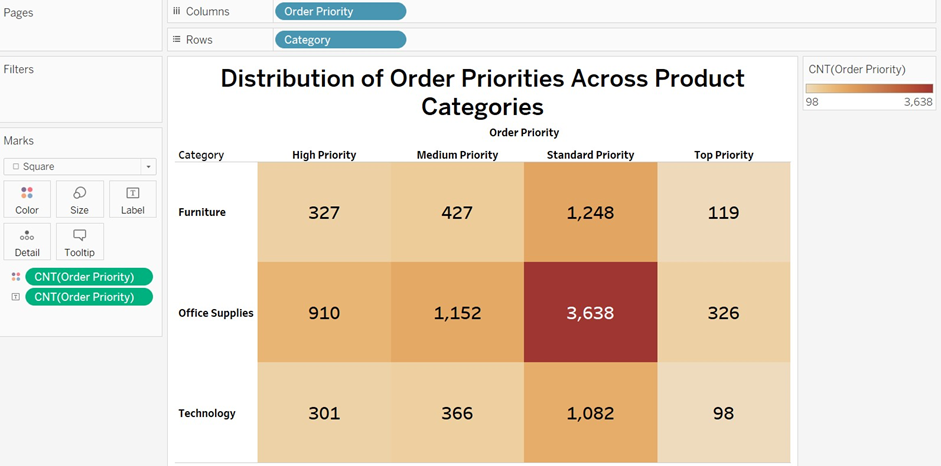 Pages
Columns
Order Priority
Rows
Category
Filters
Marks
Square
Color
Size
Label
Detail
Tooltip
CNT(Order Priority)
CNT(Order Priority)
Distribution of Order Priorities Across Product
Categories
Order Priority
Category High Priority Medium Priority Standard Priority Top Priority
Furniture 327 427 1,248 119
Office Supplies 910 1,152 3,638 326
Technology 301 366 1,082 98
CNT(Order Priority)
98 3,638